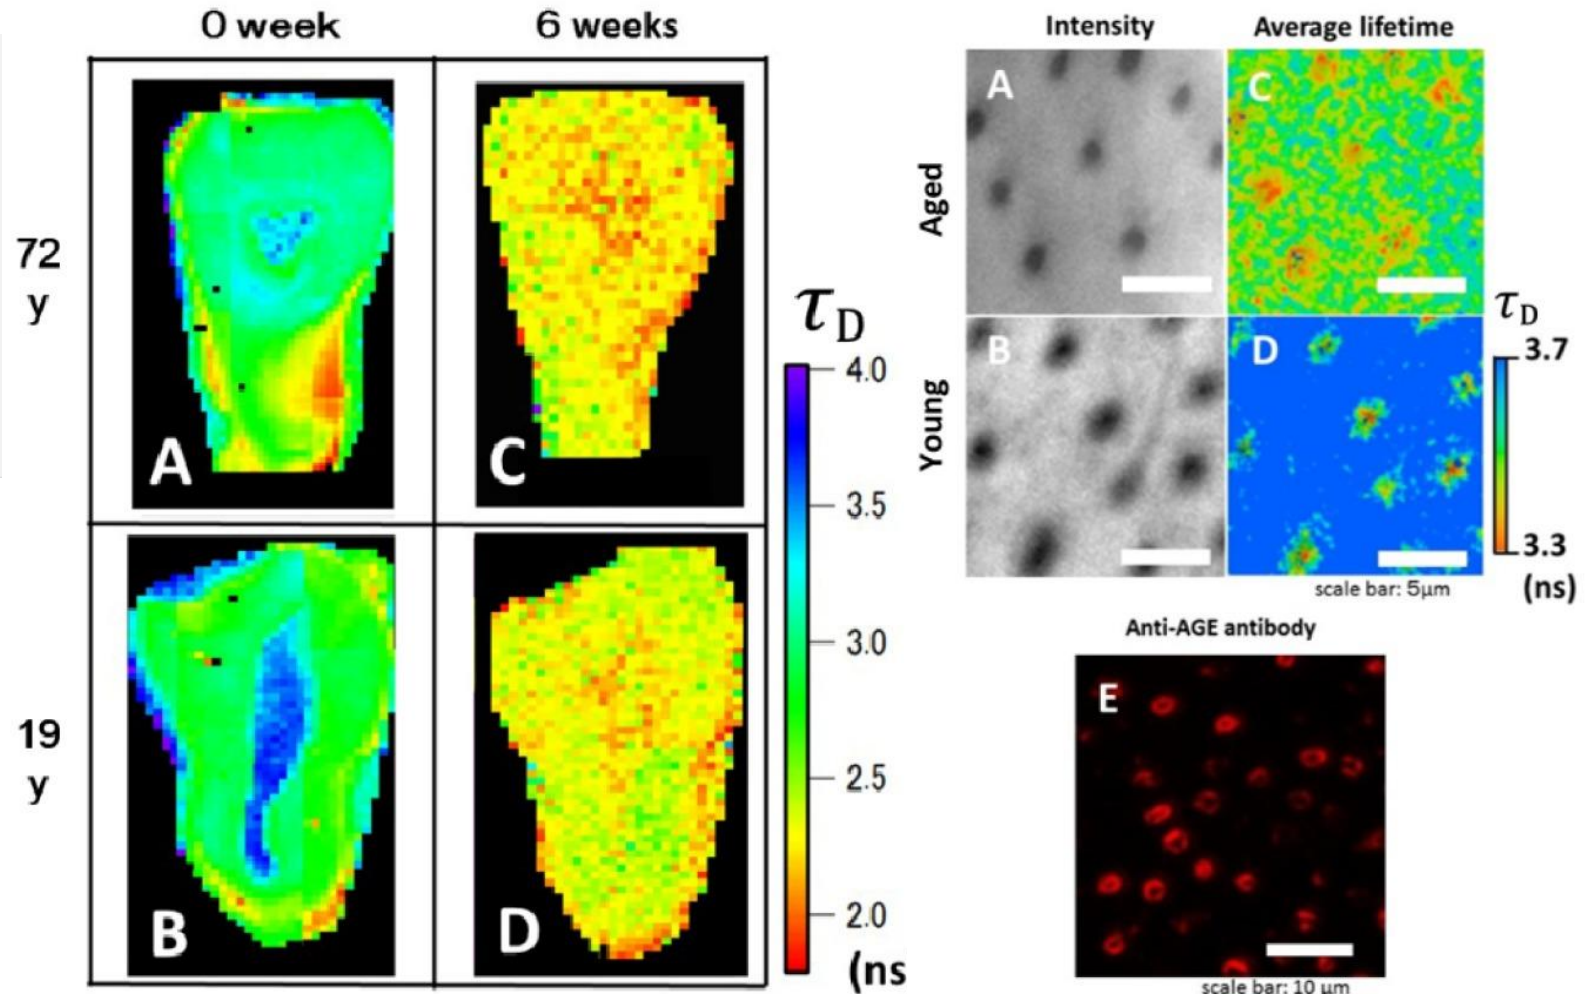 0 week 6 weeks
72
y
A
C
19
y
B
D
τD
4.0
3.5
3.0
2.5
2.0
(ns
Intensity Average lifetime
Aged
A
C
Young
B
D
τD
3.7
3.3
(ns)
scale bar: 5μm
Anti-AGE antibody
E
scale bar: 10 μm